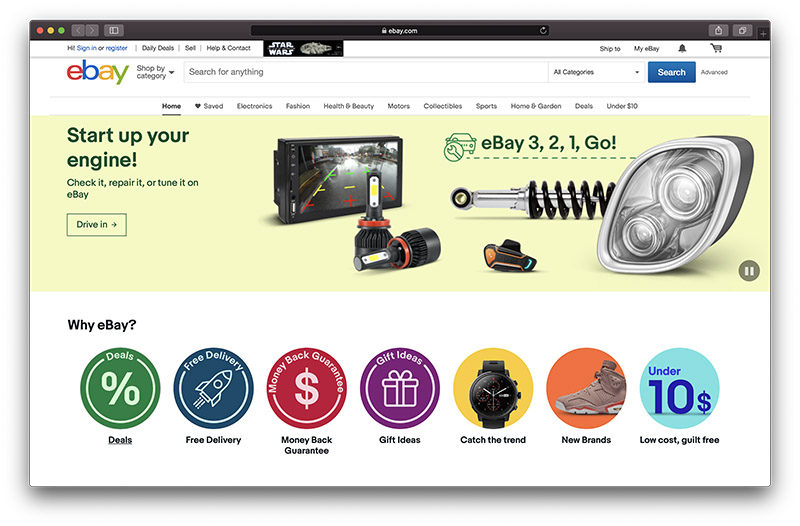 ebay.com
Hi! Sign in or register
Daily Deals
Sell
Help & Contact
STAR WARS
Ship to
My eBay
ebay
Shop by category
Search for anything
All Categories
Search
Advanced
Home
Saved
Electronics
Fashion
Health & Beauty
Motors
Collectibles
Sports
Home & Garden
Deals
Under $10
Start up your
engine!
Check it, repair it, or tune it on
eBay
Drive in →
eBay 3, 2, 1, Go!
Why eBay?
Deals
%
Free Delivery
Money Back Guarantee
$
Gift Ideas
Under
10$
Deals
Free Delivery
Money Back
Guarantee
Gift Ideas
Catch the trend
New Brands
Low cost, guilt free